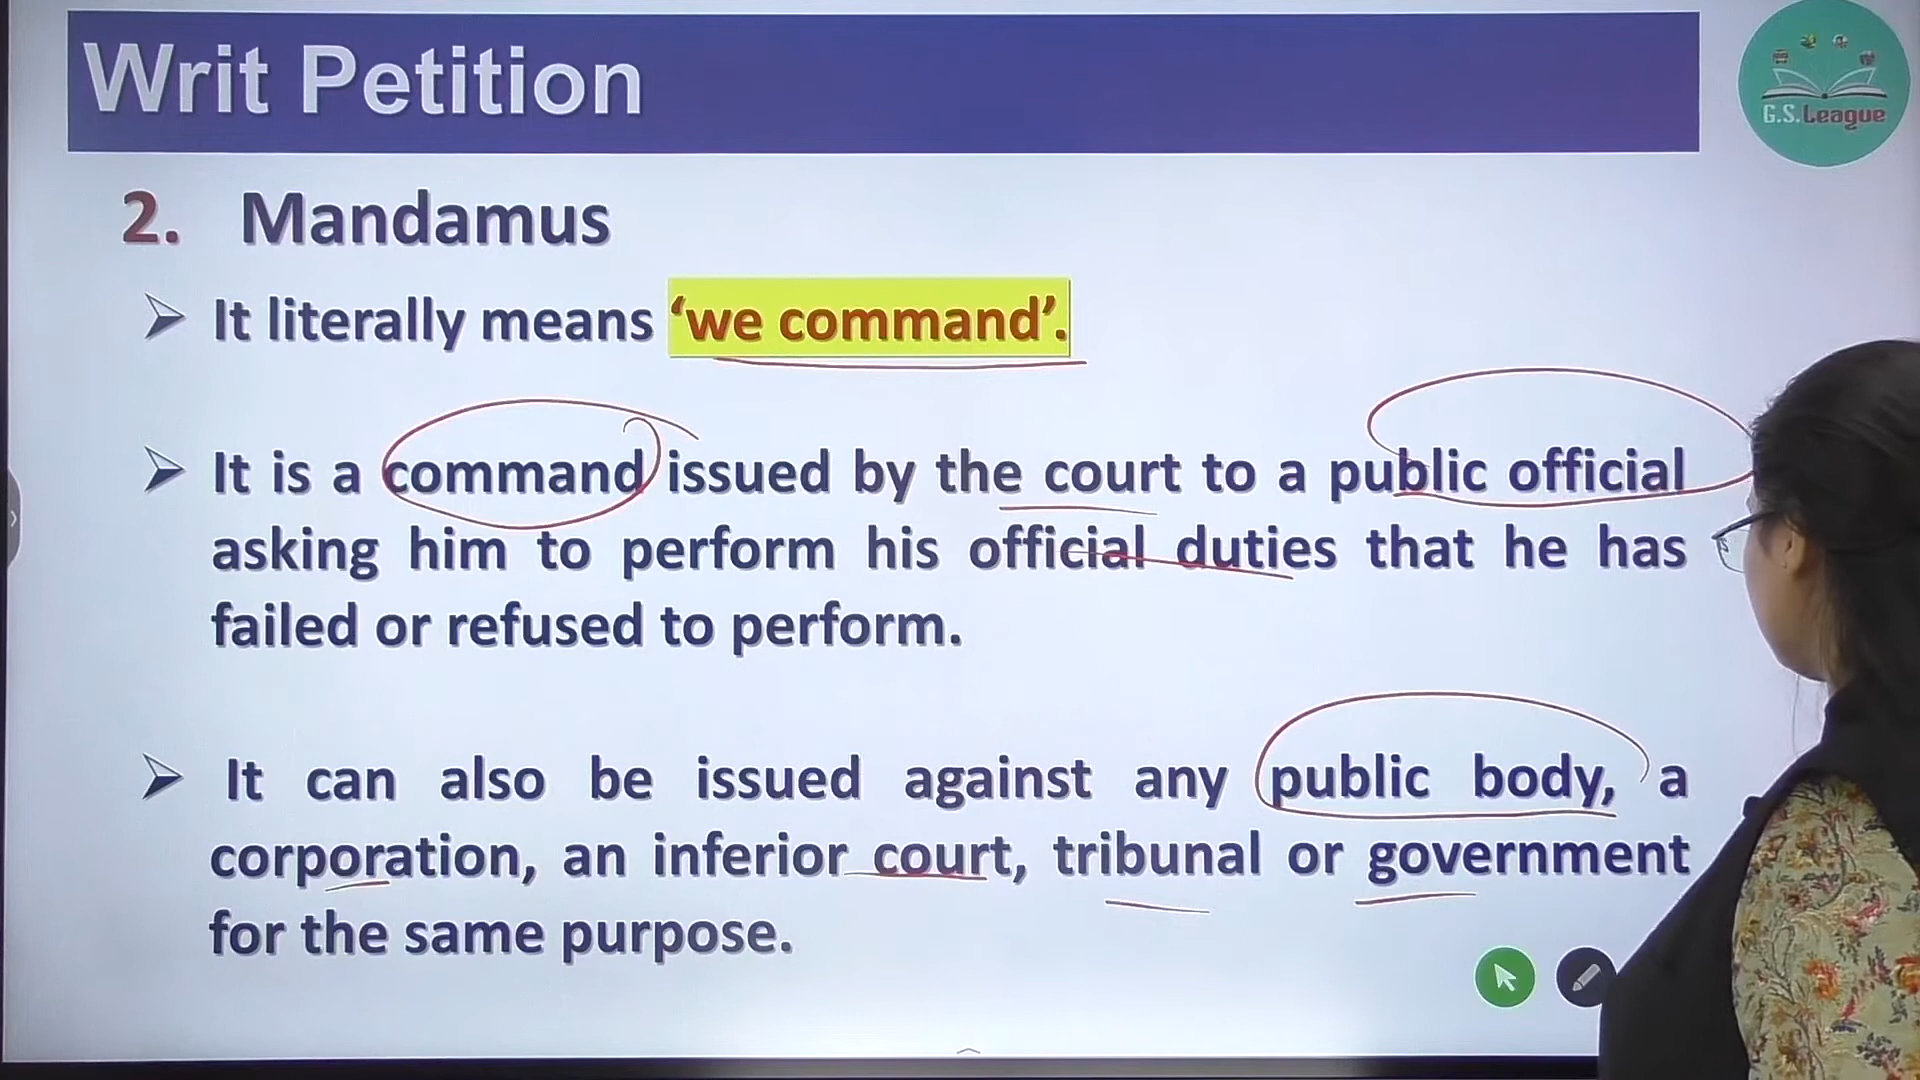 Writ Petition
G.S.League
2. Mandamus
➢ It literally means ‘we command’.
➢ It is a command issued by the court to a public official
asking him to perform his official duties that he has
failed or refused to perform.
➢ It can also be issued against any public body, a
corporation, an inferior court, tribunal or government
for the same purpose.